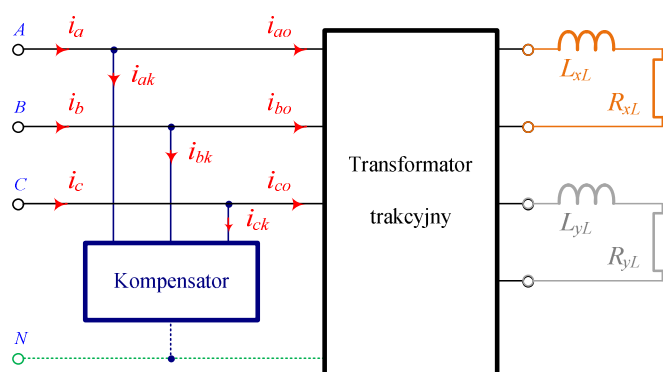 A
i_a
i_ao
i_ak
L_xL
R_xL
B
i_b
i_bo
i_bk
Transformator
trakcyjny
C
i_c
i_co
i_ck
L_yL
R_yL
Kompensator
N